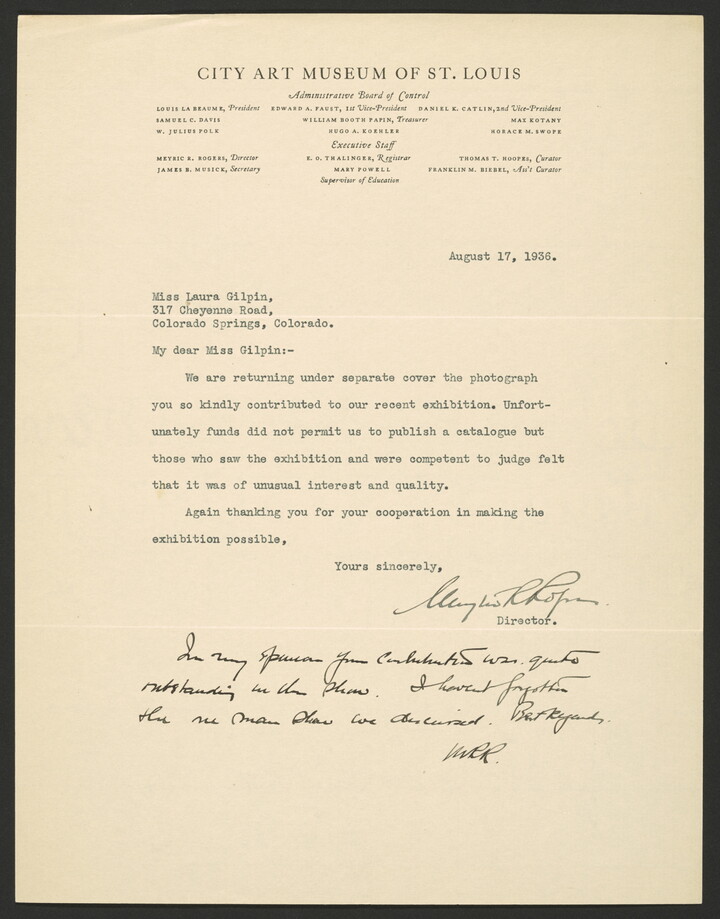 CITY ART MUSEUM OF ST. LOUIS
Administrative Board of Control
LOUIS LA BEAUME, President EDWARD A. FAUST, 1st Vice-President DANIEL K. CATLIN, 2nd Vice-President
SAMUEL C. DAVIS WILLIAM BOOTH PAPIN, Treasurer MAX KOTANY
W. JULIUS POLK HUGO A. KOEHLER HORACE M. SWOPE
Executive Staff
MEYRIC R. ROGERS, Director E. O. THALINGER, Registrar THOMAS T. HOOPES, Curator
JAMES B. MUSICK, Secretary MARY POWELL FRANKLIN M. BIEBEL, Ass't Curator
Supervisor of Education
August 17, 1936.
Miss Laura Gilpin,
317 Cheyenne Road,
Colorado Springs, Colorado.
My dear Miss Gilpin:-
We are returning under separate cover the photograph
you so kindly contributed to our recent exhibition. Unfort-
unately funds did not permit us to publish a catalogue but
those who saw the exhibition and were competent to judge felt
that it was of unusual interest and quality.
Again thanking you for your cooperation in making the
exhibition possible,
Yours sincerely,
Meyric R. Rogers.
Director.
In my opinion your contribution was quite
outstanding in the show. I havent forgotten
the one man show we discussed. Best Regards.
MRR.